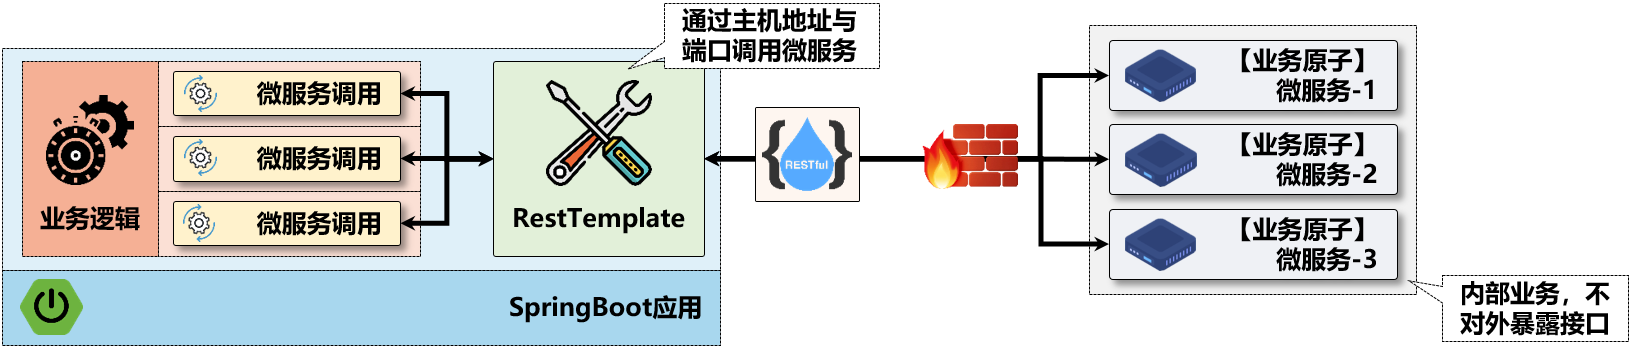 通过主机地址与
端口调用微服务
业务逻辑
微服务调用
微服务调用
微服务调用
RestTemplate
SpringBoot应用
{ RESTful }
【业务原子】
微服务-1
【业务原子】
微服务-2
【业务原子】
微服务-3
内部业务，不
对外暴露接口